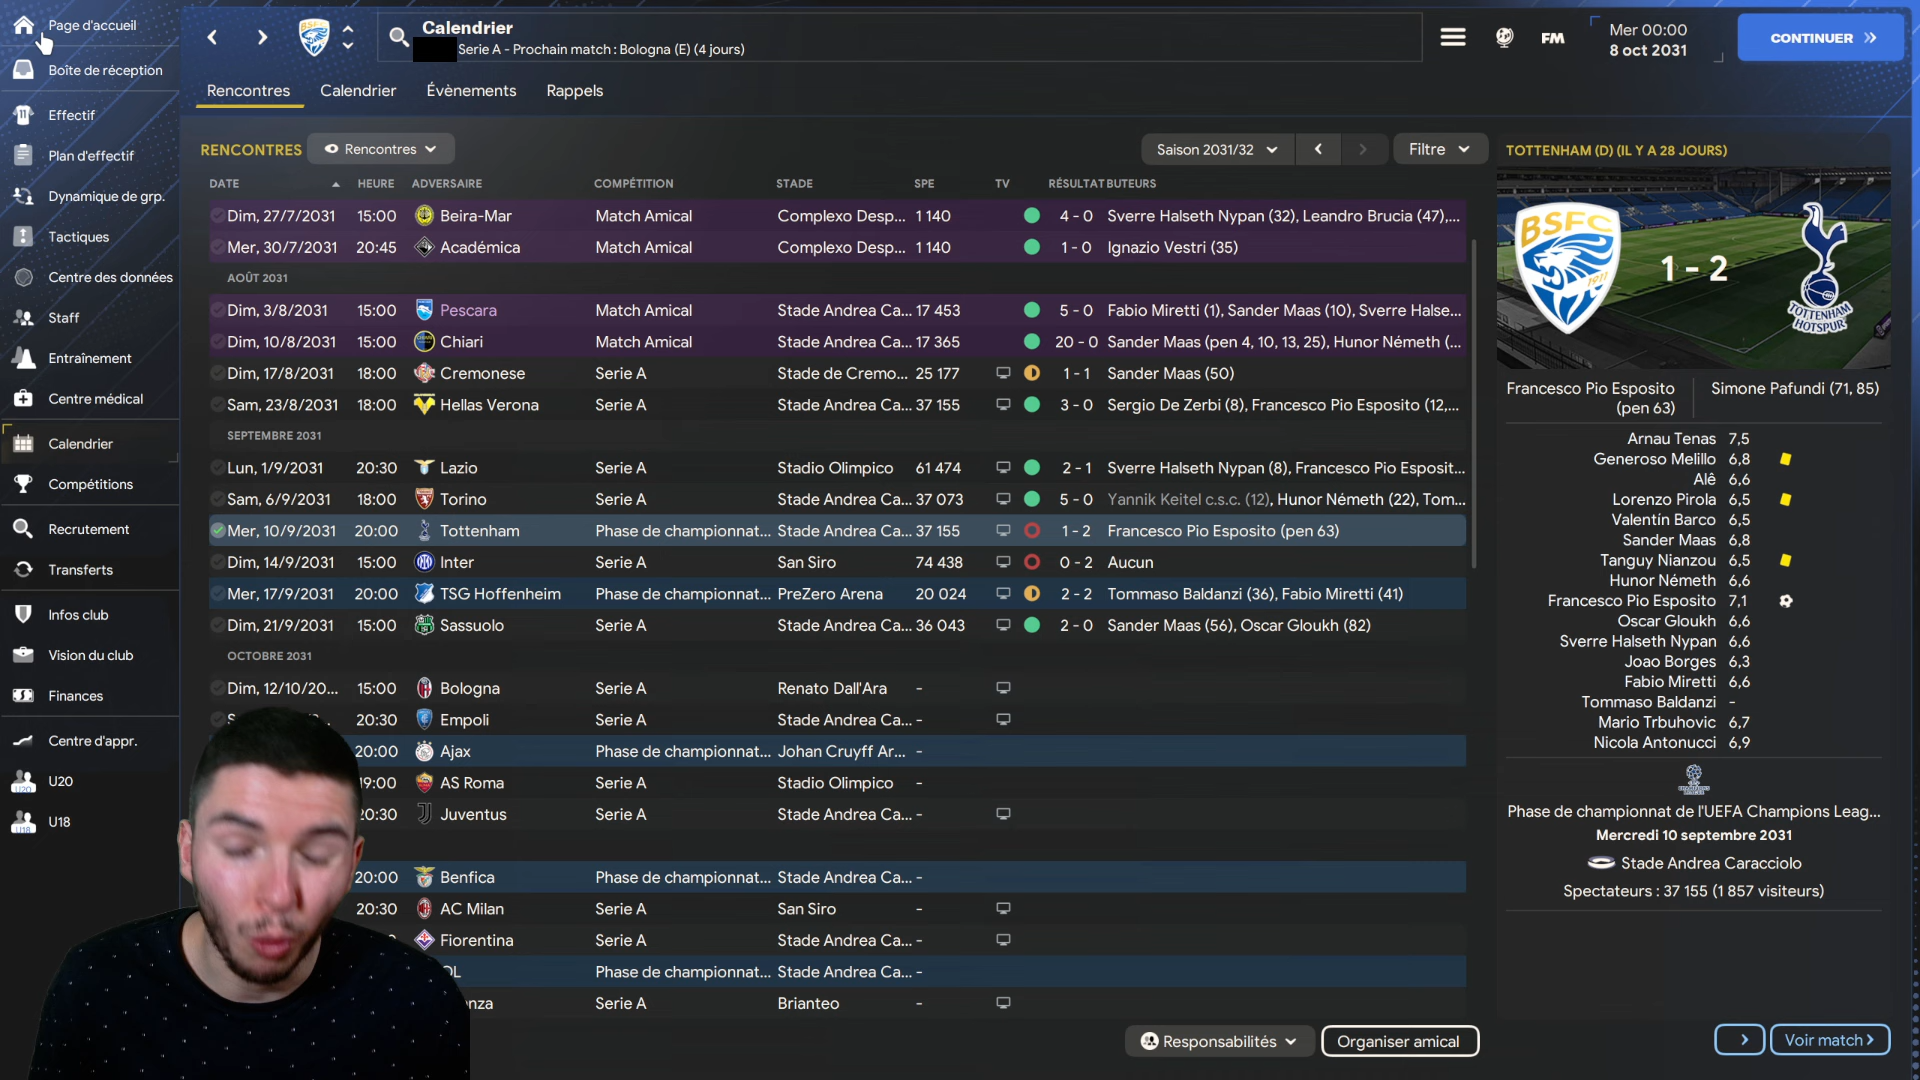 Page d'accueil
Boîte de réception
Effectif
Plan d'effectif
Dynamique de grp.
Tactiques
Centre des données
Staff
Entraînement
Centre médical
Calendrier
Compétitions
Recrutement
Transferts
Infos club
Vision du club
Finances
Centre d'appr.
U20
U20
U18
U18
BSFC
Calendrier
Serie A - Prochain match : Bologna (E) (4 jours)
FM
Mer 00:00
8 oct 2031
CONTINUER
Rencontres Calendrier Évènements Rappels
RENCONTRES Rencontres Saison 2031/32 Filtre
DATE HEURE ADVERSAIRE COMPÉTITION STADE SPE TV RÉSULTAT BUTEURS
Dim, 27/7/2031 15:00 Beira-Mar Match Amical Complexo Desp... 1 140 4 - 0 Sverre Halseth Nypan (32), Leandro Brucia (47),...
Mer, 30/7/2031 20:45 Académica Match Amical Complexo Desp... 1 140 1 - 0 Ignazio Vestri (35)
AOÛT 2031
Dim, 3/8/2031 15:00 Pescara Match Amical Stade Andrea Ca... 17 453 5 - 0 Fabio Miretti (1), Sander Maas (10), Sverre Halse...
Dim, 10/8/2031 15:00 Chiari Match Amical Stade Andrea Ca... 17 365 20 - 0 Sander Maas (pen 4, 10, 13, 25), Hunor Németh (...
Dim, 17/8/2031 18:00 Cremonese Serie A Stade de Cremo... 25 177 1 - 1 Sander Maas (50)
Sam, 23/8/2031 18:00 Hellas Verona Serie A Stade Andrea Ca... 37 155 3 - 0 Sergio De Zerbi (8), Francesco Pio Esposito (12,...
SEPTEMBRE 2031
Lun, 1/9/2031 20:30 Lazio Serie A Stadio Olimpico 61 474 2 - 1 Sverre Halseth Nypan (8), Francesco Pio Esposit...
Sam, 6/9/2031 18:00 Torino Serie A Stade Andrea Ca... 37 073 5 - 0 Yannik Keitel c.s.c. (12), Hunor Németh (22), Tom...
Mer, 10/9/2031 20:00 Tottenham Phase de championnat... Stade Andrea Ca... 37 155 1 - 2 Francesco Pio Esposito (pen 63)
Dim, 14/9/2031 18:00 Inter Serie A San Siro 74 438 0 - 2 Aucun
Mer, 17/9/2031 20:00 TSG Hoffenheim Phase de championnat... PreZero Arena 20 024 2 - 2 Tommaso Baldanzi (36), Fabio Miretti (41)
Dim, 21/9/2031 15:00 Sassuolo Serie A Stade Andrea Ca... 36 043 2 - 0 Sander Maas (56), Oscar Gloukh (82)
OCTOBRE 2031
Dim, 12/10/20... 15:00 Bologna Serie A Renato Dall'Ara -
20:30 Empoli Serie A Stade Andrea Ca... -
20:00 Ajax Phase de championnat... Johan Cruyff Ar... -
19:00 AS Roma Serie A Stadio Olimpico -
20:30 Juventus Serie A Stade Andrea Ca... -
20:00 Benfica Phase de championnat... Stade Andrea Ca... -
20:30 AC Milan Serie A San Siro -
Fiorentina Serie A Stade Andrea Ca... -
OL Phase de championnat... Stade Andrea Ca... -
nza Serie A Brianteo -
Responsabilités Organiser amical
TOTTENHAM (D) (IL Y A 28 JOURS)
BSFC
1911
1 - 2
TOTTENHAM
HOTSPUR
Francesco Pio Esposito
(pen 63)
Simone Pafundi (71, 85)
Arnau Tenas 7,5
Generoso Melillo 6,8
Alê 6,6
Lorenzo Pirola 6,5
Valentín Barco 6,5
Sander Maas 6,8
Tanguy Nianzou 6,5
Hunor Németh 6,6
Francesco Pio Esposito 7,1
Oscar Gloukh 6,6
Sverre Halseth Nypan 6,6
Joao Borges 6,3
Fabio Miretti 6,6
Tommaso Baldanzi -
Mario Trbuhovic 6,7
Nicola Antonucci 6,9
Phase de championnat de l'UEFA Champions Leag...
Mercredi 10 septembre 2031
Stade Andrea Caracciolo
Spectateurs : 37 155 (1 857 visiteurs)
Voir match